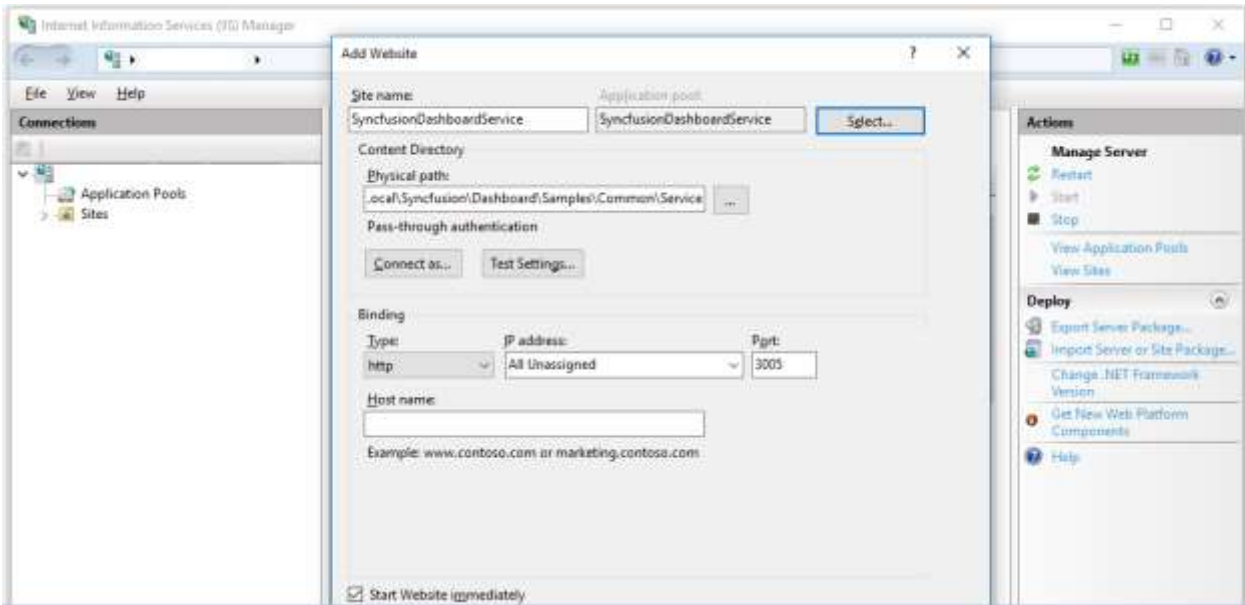 Internet Information Services (IIS) Manager
File View Help
Connections
Application Pools
Sites
Add Website
?
Site name:
Application pool:
SyncfusionDashboardService
SyncfusionDashboardService
Select...
Content Directory
Physical path:
.ocal\Syncfusion\Dashboard\Samples\Common\Service
...
Pass-through authentication
Connect as...
Test Settings...
Binding
Type:
IP address:
Port:
http
All Unassigned
3005
Host name:
Example: www.contoso.com or marketing.contoso.com
Start Website immediately
Actions
Manage Server
Restart
Start
Stop
View Application Pools
View Sites
Deploy
Export Server Package...
Import Server or Site Package...
Change .NET Framework
Version
Get New Web Platform
Components
Help